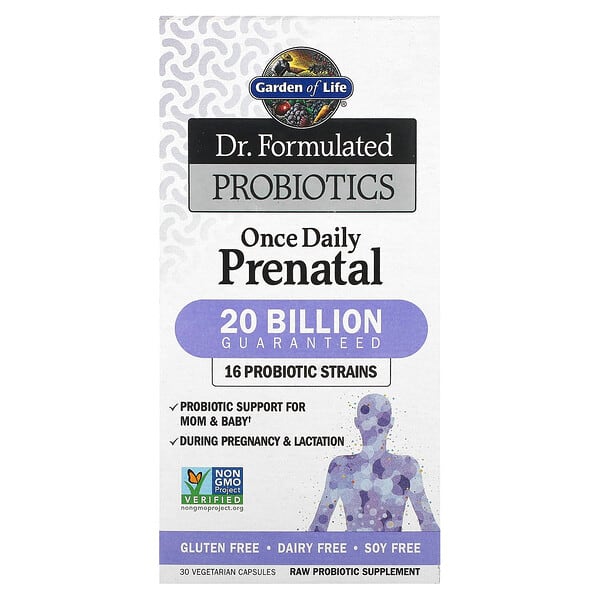 Garden of Life®
Dr. Formulated
PROBIOTICS
Once Daily
Prenatal
20 BILLION
GUARANTEED
16 PROBIOTIC STRAINS
✓ PROBIOTIC SUPPORT FOR
MOM & BABY†
✓ DURING PREGNANCY & LACTATION
NON
GMO
Project
VERIFIED
nongmoproject.org
GLUTEN FREE • DAIRY FREE • SOY FREE
30 VEGETARIAN CAPSULES RAW PROBIOTIC SUPPLEMENT